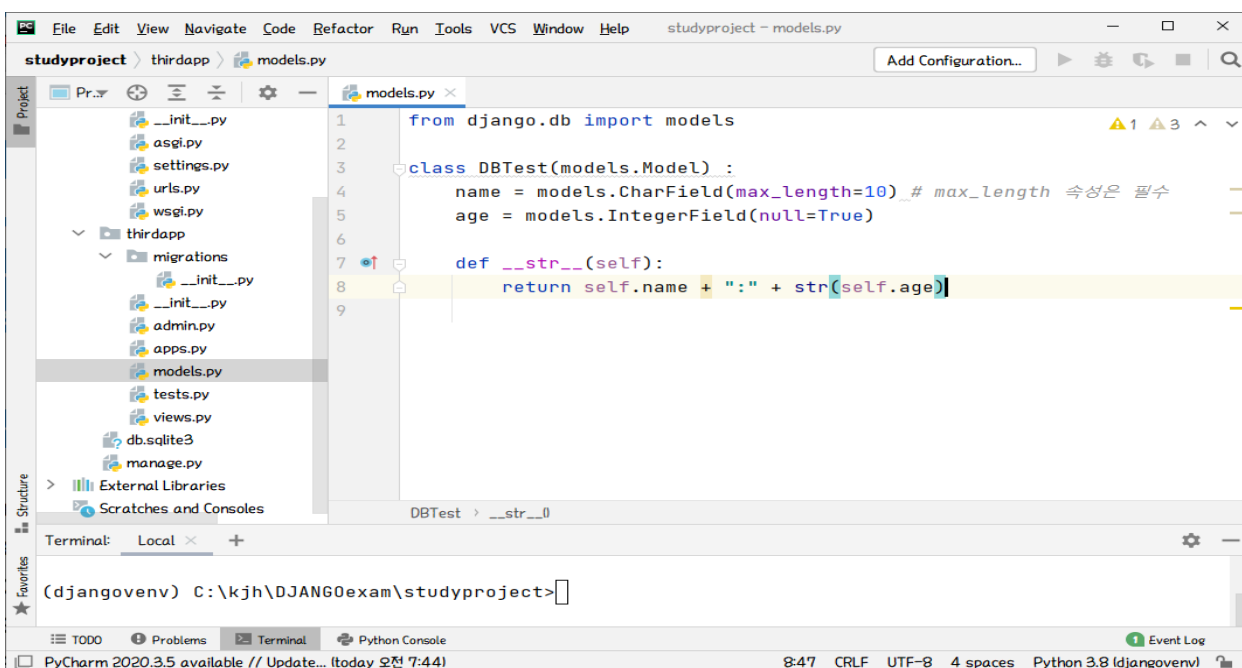 PC File Edit View Navigate Code Refactor Run Tools VCS Window Help studyproject - models.py
studyproject thirdapp models.py Add Configuration...
Project Pr... models.py
__init__.py
asgi.py
settings.py
urls.py
wsgi.py
thirdapp
migrations
__init__.py
__init__.py
admin.py
apps.py
models.py
tests.py
views.py
db.sqlite3
manage.py
External Libraries
Scratches and Consoles
1 from django.db import models
2
3 class DBTest(models.Model) :
4 name = models.CharField(max_length=10) # max_length 속성은 필수
5 age = models.IntegerField(null=True)
6
7 def __str__(self):
8 return self.name + ":" + str(self.age)
9
1 3
DBTest > __str__()
Structure
Favorites
Terminal: Local +
(djangovenv) C:\kjh\DJANGOexam\studyproject>
TODO Problems Terminal Python Console 1 Event Log
PyCharm 2020.3.5 available // Update... (today 오전 7:44) 8:47 CRLF UTF-8 4 spaces Python 3.8 (djangovenv)